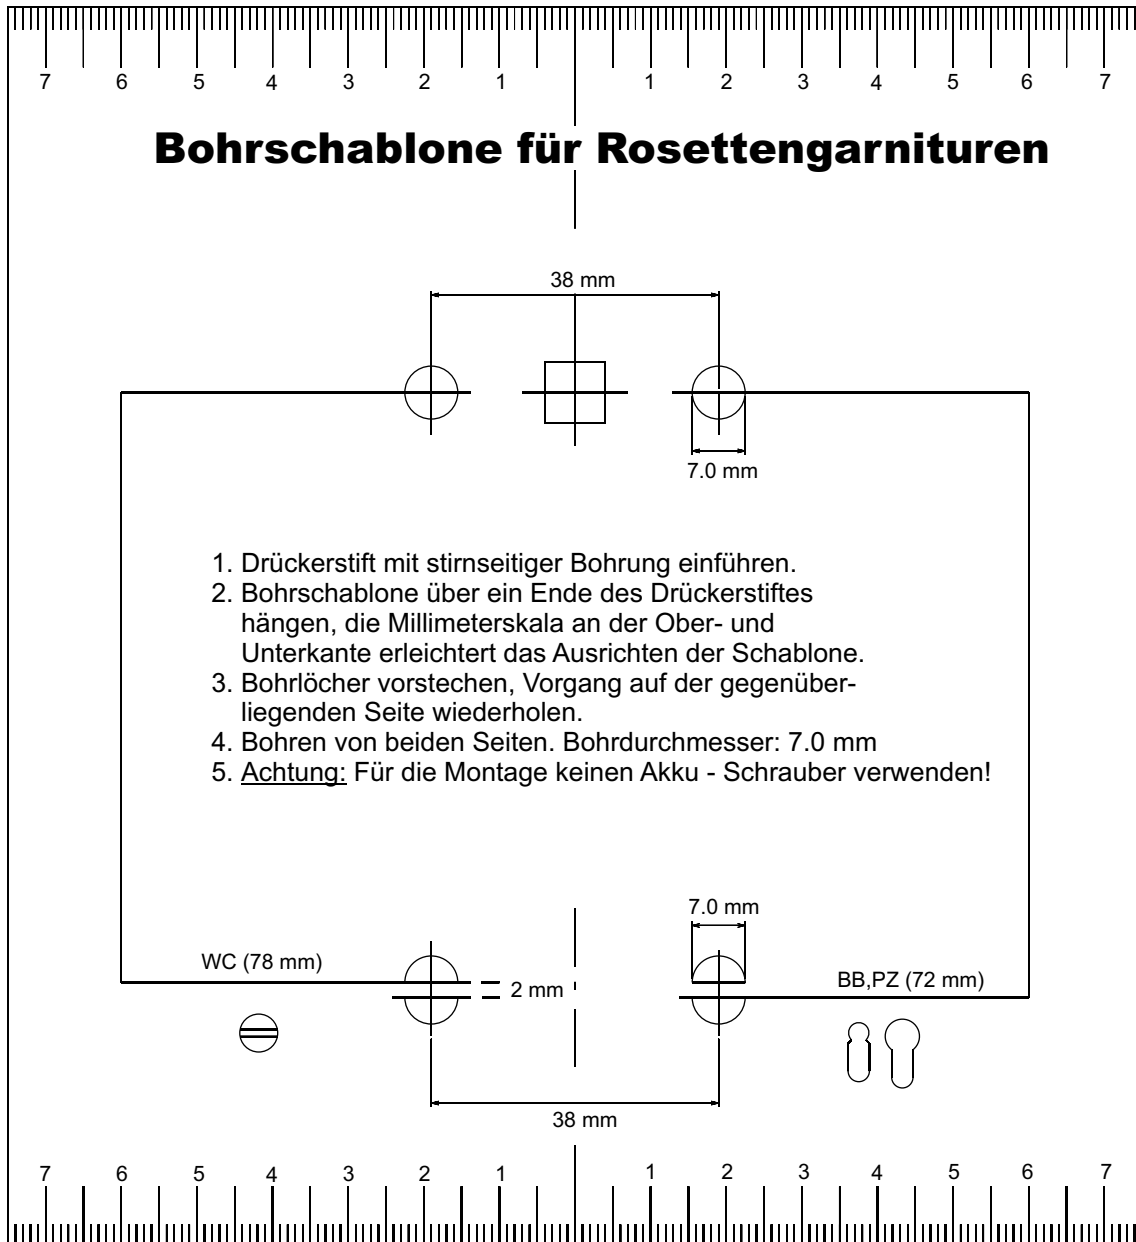 7 6 5 4 3 2 1 1 2 3 4 5 6 7
Bohrschablone für Rosettengarnituren
38 mm
7.0 mm
1. Drückerstift mit stirnseitiger Bohrung einführen.
2. Bohrschablone über ein Ende des Drückerstiftes
hängen, die Millimeterskala an der Ober- und
Unterkante erleichtert das Ausrichten der Schablone.
3. Bohrlöcher vorstechen, Vorgang auf der gegenüber-
liegenden Seite wiederholen.
4. Bohren von beiden Seiten. Bohrdurchmesser: 7.0 mm
5. Achtung: Für die Montage keinen Akku - Schrauber verwenden!
7.0 mm
WC (78 mm)
BB,PZ (72 mm)
2 mm
38 mm
7 6 5 4 3 2 1 1 2 3 4 5 6 7